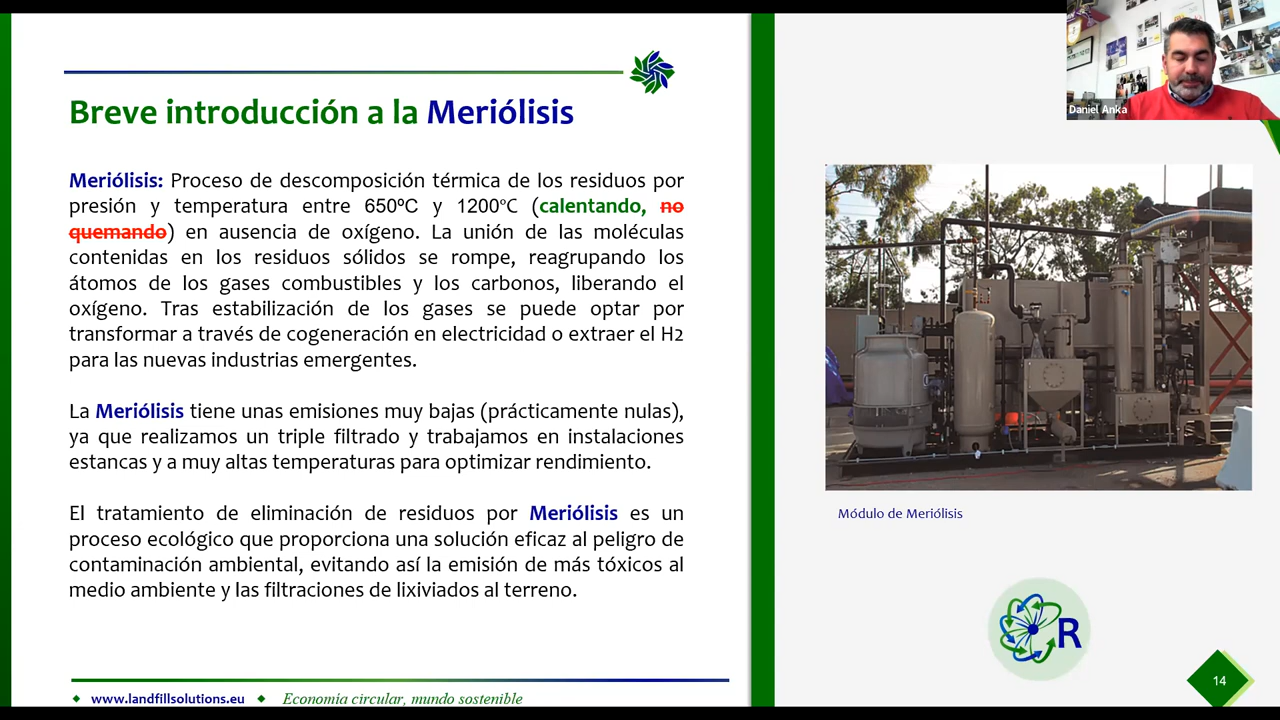 Breve introducción a la Meriólisis
Meriólisis: Proceso de descomposición térmica de los residuos por
presión y temperatura entre 650ºC y 1200ºC (calentando, no
quemando) en ausencia de oxígeno. La unión de las moléculas
contenidas en los residuos sólidos se rompe, reagrupando los
átomos de los gases combustibles y los carbonos, liberando el
oxígeno. Tras estabilización de los gases se puede optar por
transformar a través de cogeneración en electricidad o extraer el H2
para las nuevas industrias emergentes.
La Meriólisis tiene unas emisiones muy bajas (prácticamente nulas),
ya que realizamos un triple filtrado y trabajamos en instalaciones
estancas y a muy altas temperaturas para optimizar rendimiento.
El tratamiento de eliminación de residuos por Meriólisis es un
proceso ecológico que proporciona una solución eficaz al peligro de
contaminación ambiental, evitando así la emisión de más tóxicos al
medio ambiente y las filtraciones de lixiviados al terreno.
www.landfillsolutions.eu
Economía circular, mundo sostenible
Daniel Anka
Módulo de Meriólisis
R
14